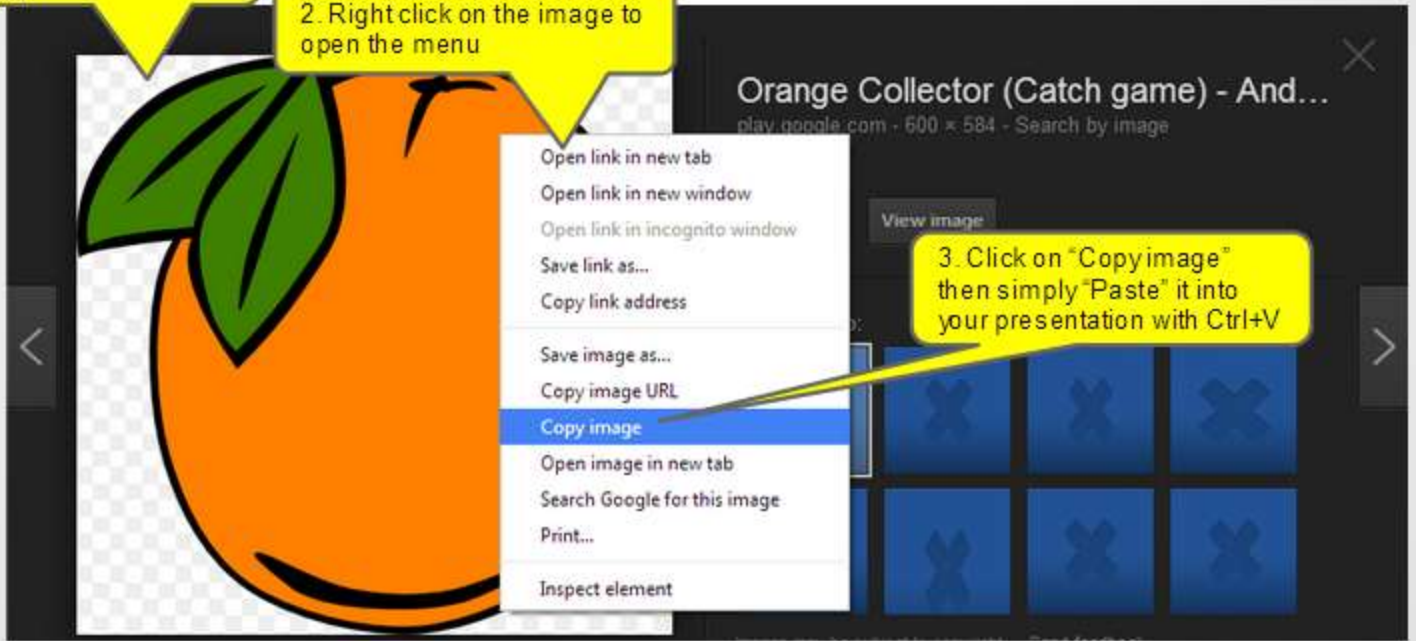 2. Right click on the image to
open the menu
Orange Collector (Catch game) - And...
play.google.com - 600 × 584 - Search by image
Open link in new tab
Open link in new window
Open link in incognito window
Save link as...
Copy link address
Save image as...
Copy image URL
Copy image
Open image in new tab
Search Google for this image
Print...
Inspect element
View image
3. Click on “Copy image”
then simply “Paste” it into
your presentation with Ctrl+V